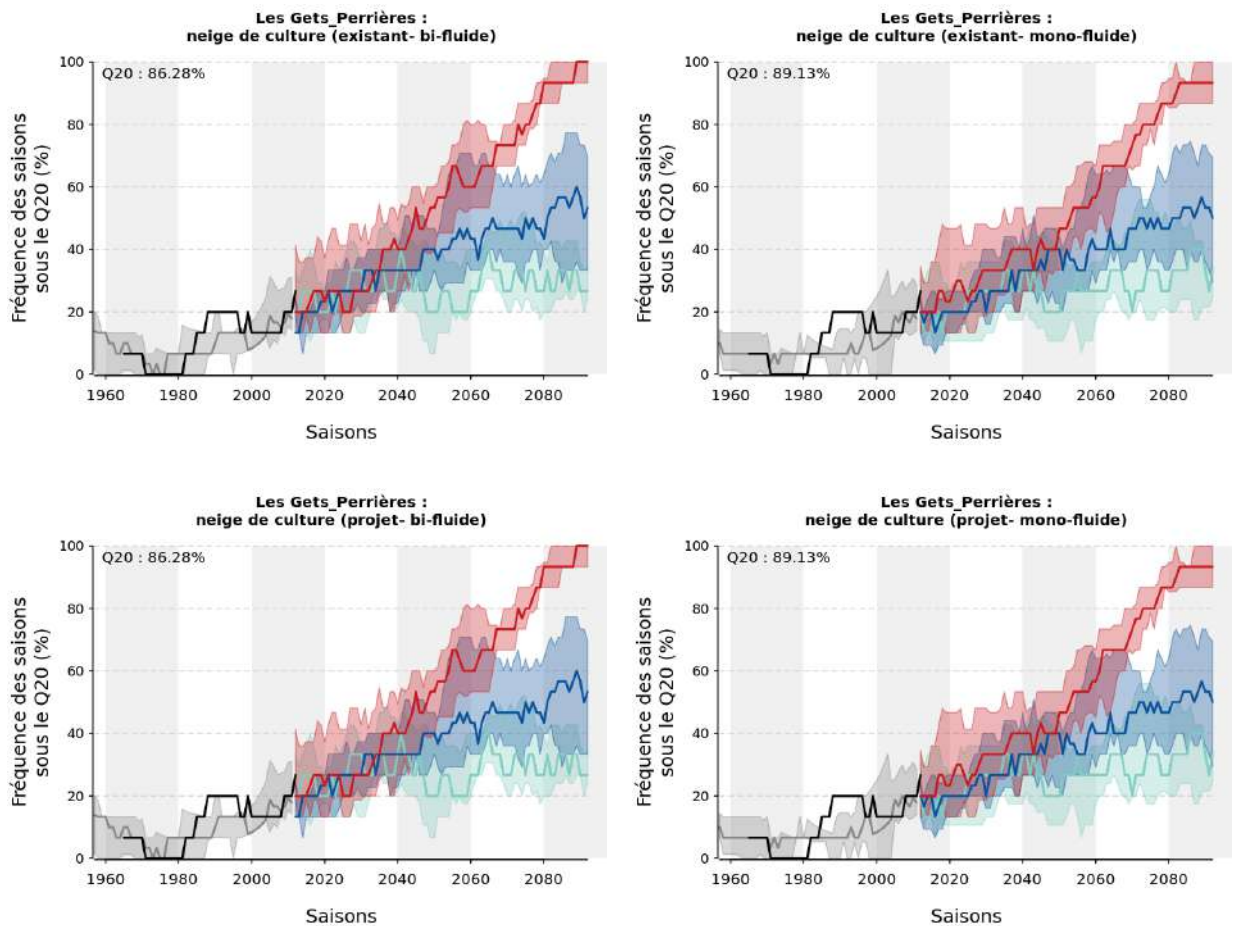 Les Gets_Perrières :
neige de culture (existant- bi-fluide)
Q20 : 86.28%
Fréquence des saisons
sous le Q20 (%)
100
80
60
40
20
0
1960 1980 2000 2020 2040 2060 2080
Saisons
Les Gets_Perrières :
neige de culture (existant- mono-fluide)
Q20 : 89.13%
Fréquence des saisons
sous le Q20 (%)
100
80
60
40
20
0
1960 1980 2000 2020 2040 2060 2080
Saisons
Les Gets_Perrières :
neige de culture (projet- bi-fluide)
Q20 : 86.28%
Fréquence des saisons
sous le Q20 (%)
100
80
60
40
20
0
1960 1980 2000 2020 2040 2060 2080
Saisons
Les Gets_Perrières :
neige de culture (projet- mono-fluide)
Q20 : 89.13%
Fréquence des saisons
sous le Q20 (%)
100
80
60
40
20
0
1960 1980 2000 2020 2040 2060 2080
Saisons